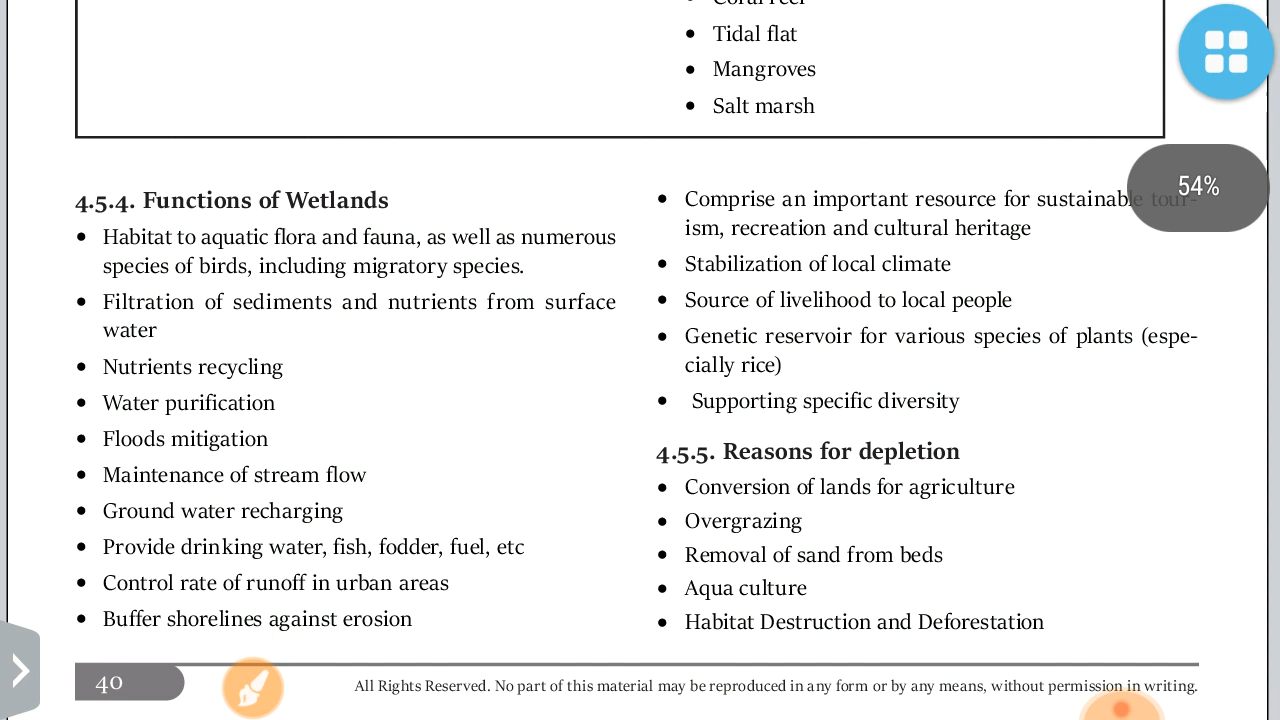 Coral reef
• Tidal flat
• Mangroves
• Salt marsh
54%
4.5.4. Functions of Wetlands
• Habitat to aquatic flora and fauna, as well as numerous
species of birds, including migratory species.
• Filtration of sediments and nutrients from surface
water
• Nutrients recycling
• Water purification
• Floods mitigation
• Maintenance of stream flow
• Ground water recharging
• Provide drinking water, fish, fodder, fuel, etc
• Control rate of runoff in urban areas
• Buffer shorelines against erosion
• Comprise an important resource for sustainable tour-
ism, recreation and cultural heritage
• Stabilization of local climate
• Source of livelihood to local people
• Genetic reservoir for various species of plants (espe-
cially rice)
• Supporting specific diversity
4.5.5. Reasons for depletion
• Conversion of lands for agriculture
• Overgrazing
• Removal of sand from beds
• Aqua culture
• Habitat Destruction and Deforestation
40
All Rights Reserved. No part of this material may be reproduced in any form or by any means, without permission in writing.